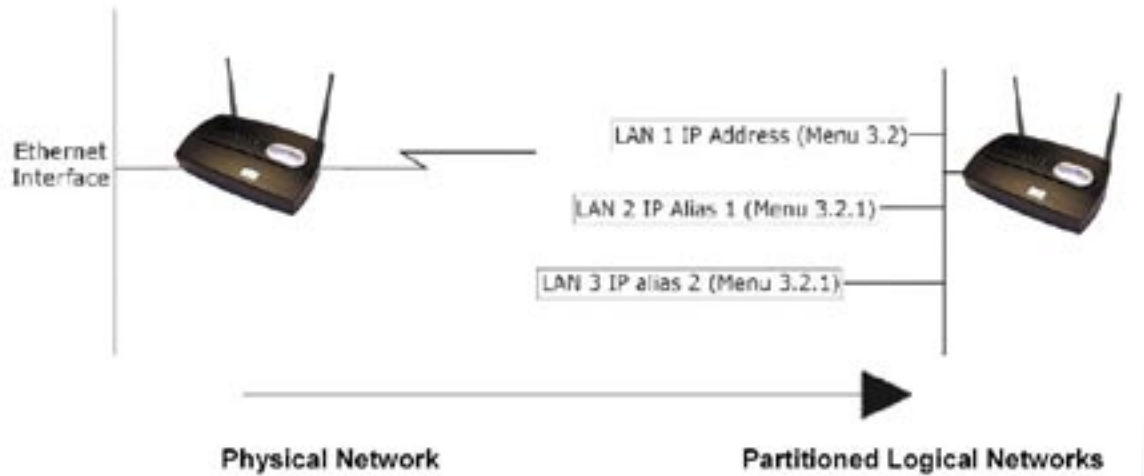 Ethernet
Interface
LAN 1 IP Address (Menu 3.2)
LAN 2 IP Alias 1 (Menu 3.2.1)
LAN 3 IP alias 2 (Menu 3.2.1)
Physical Network
Partitioned Logical Networks